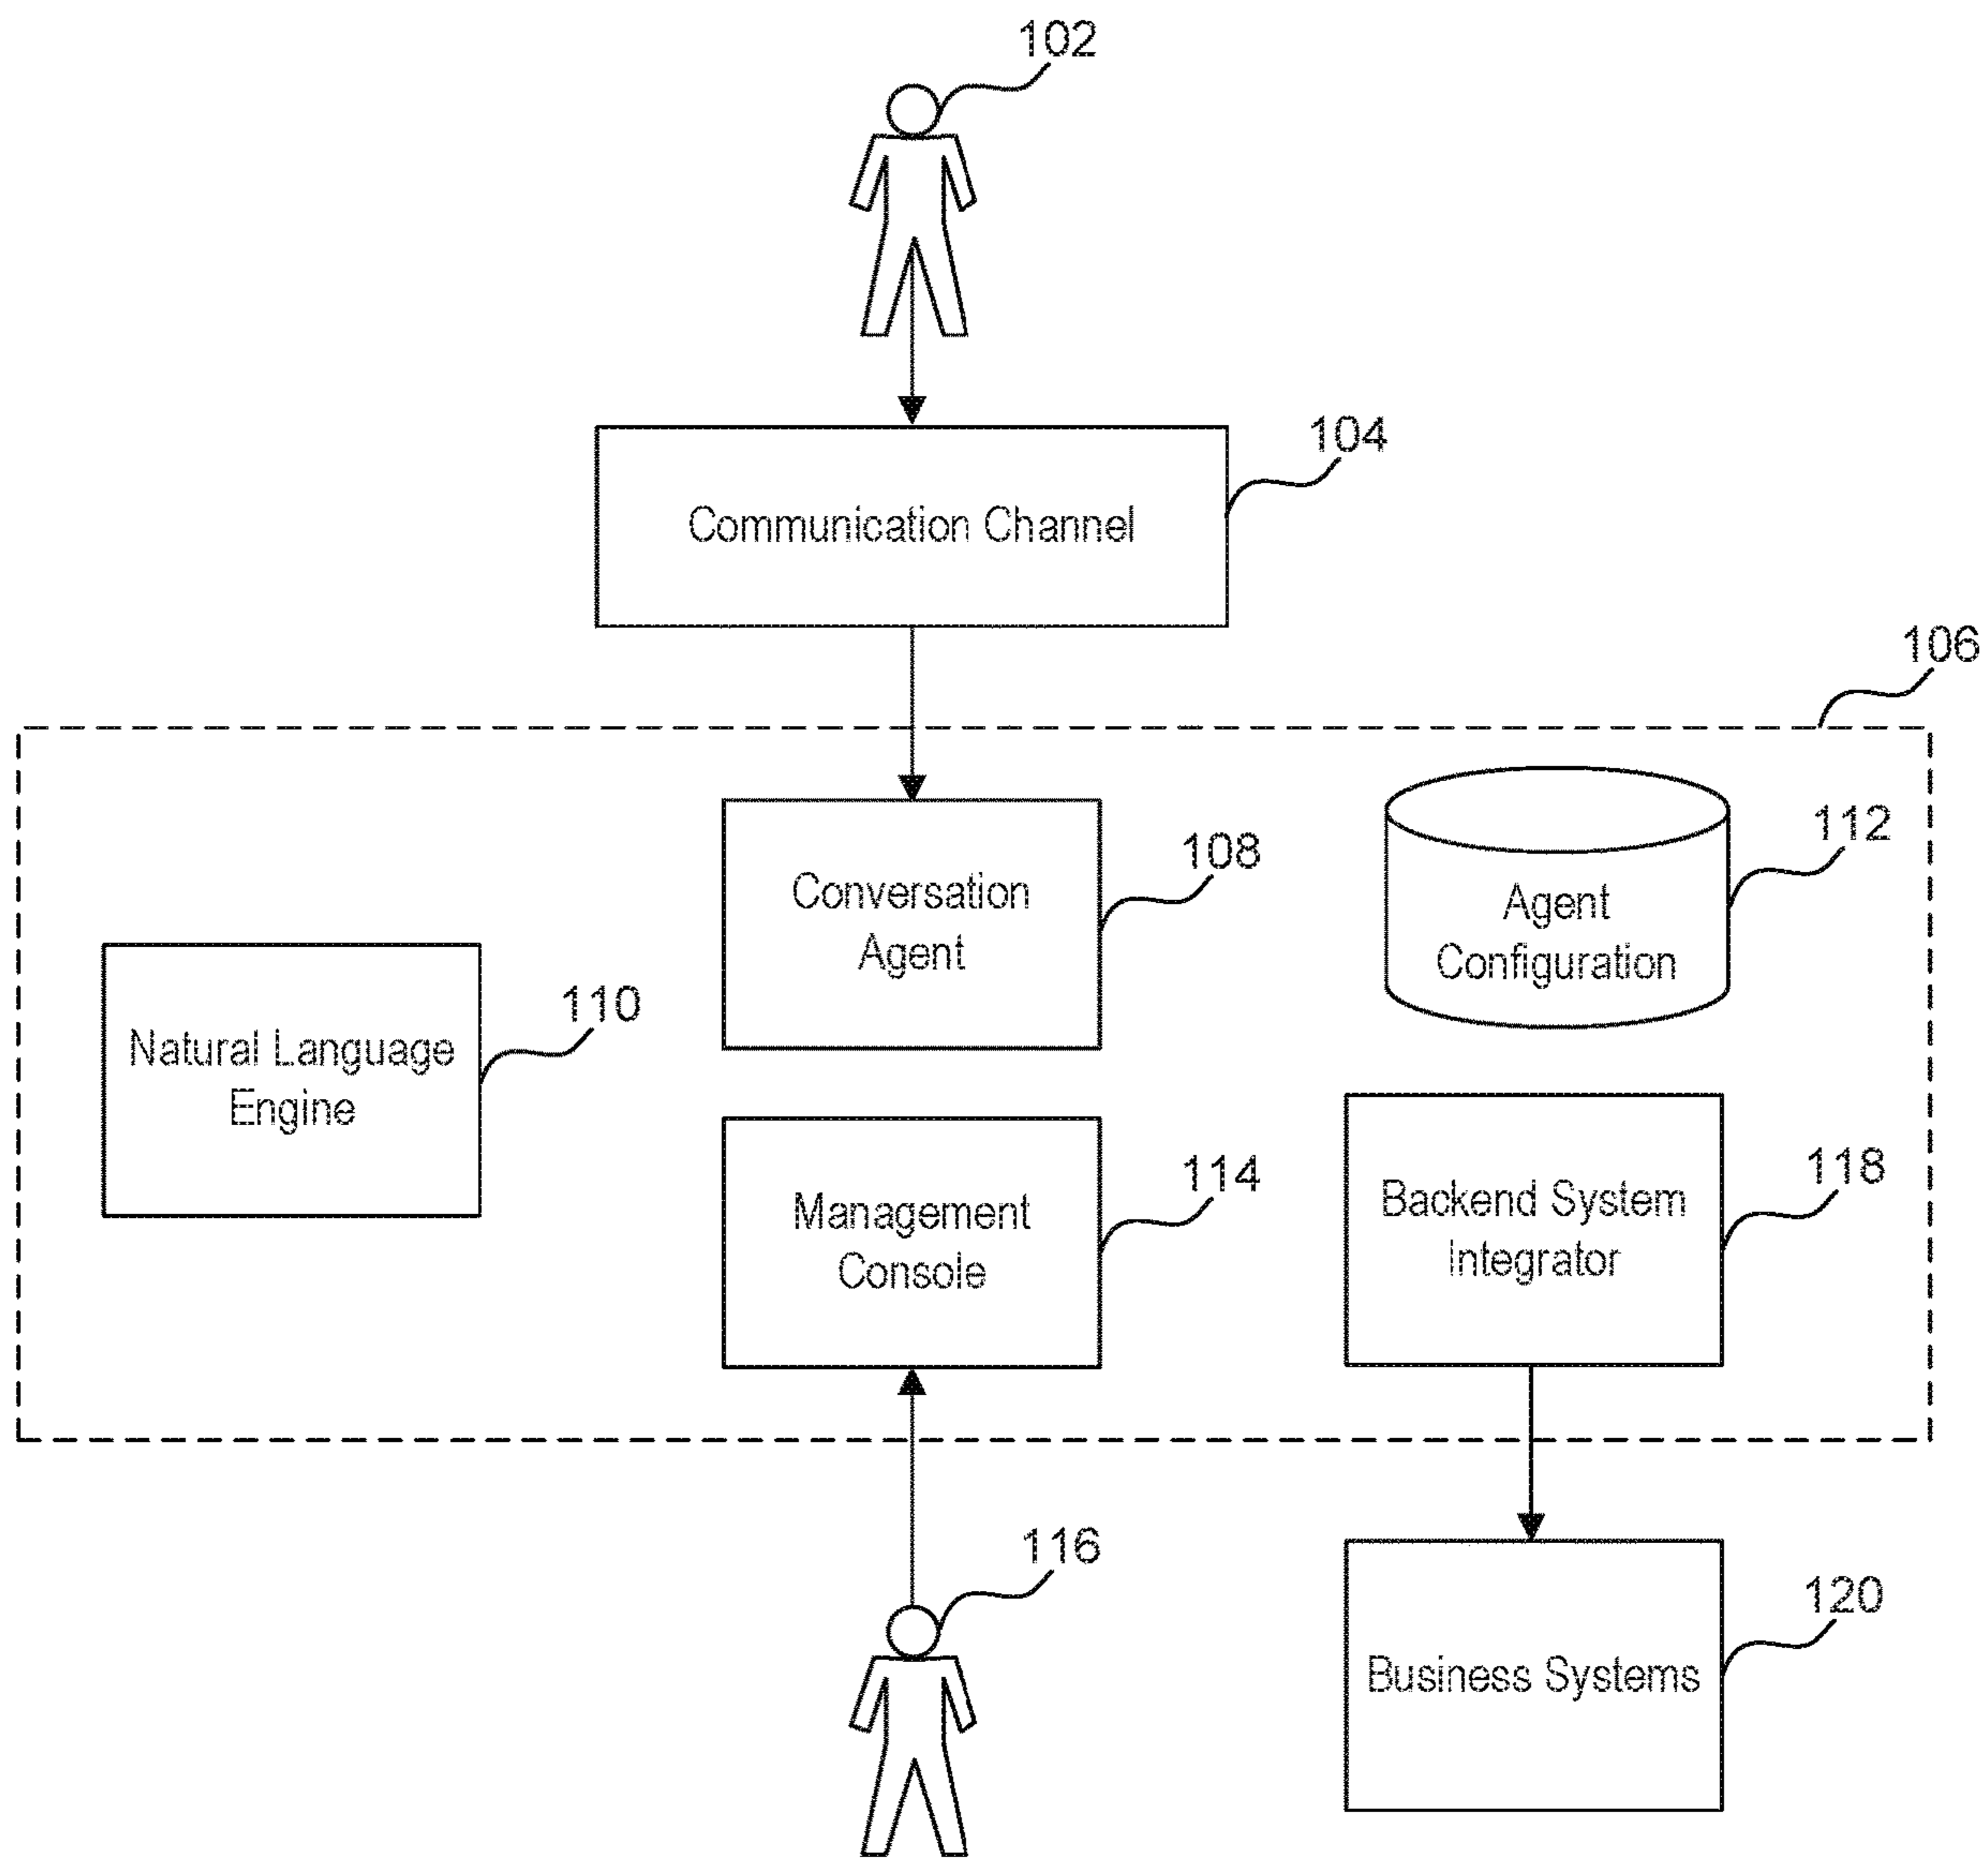 102
104
Communication Channel
106
112
108
Conversation
Agent
Agent
Configuration
110
Natural Language
Engine
114
Management
Console
118
Backend System
Integrator
116
120
Business Systems